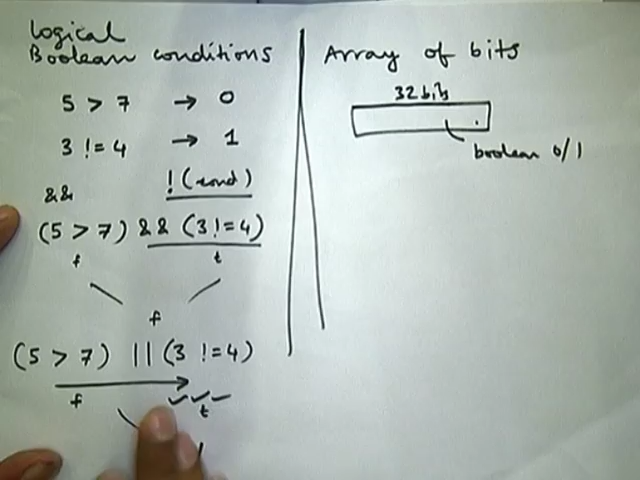 Logical
Boolean conditions
5 > 7 → 0
3 != 4 → 1
&& !(cond)
(5 > 7) && (3 != 4)
f t
f
(5 > 7) || (3 != 4)
f t
Array of bits
32 bits
boolean 0/1